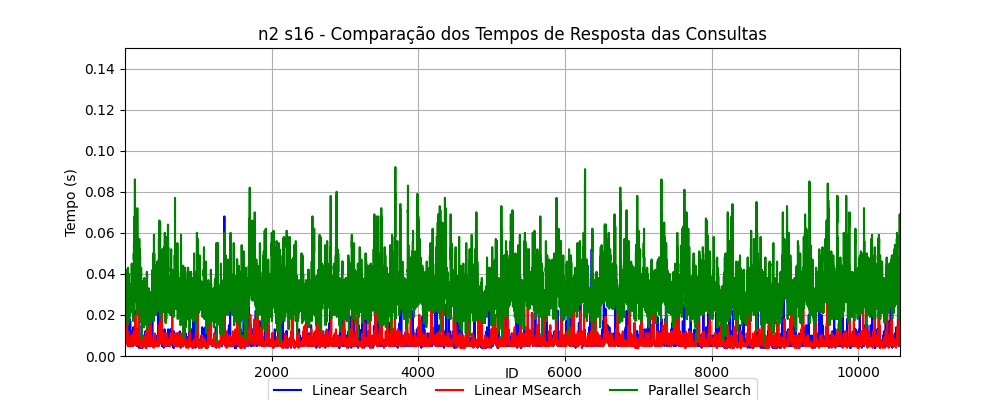 n2 s16 - Comparação dos Tempos de Resposta das Consultas
Tempo (s)
0.14
0.12
0.10
0.08
0.06
0.04
0.02
0.00
2000 4000 6000 8000 10000
ID
Linear Search Linear MSearch Parallel Search